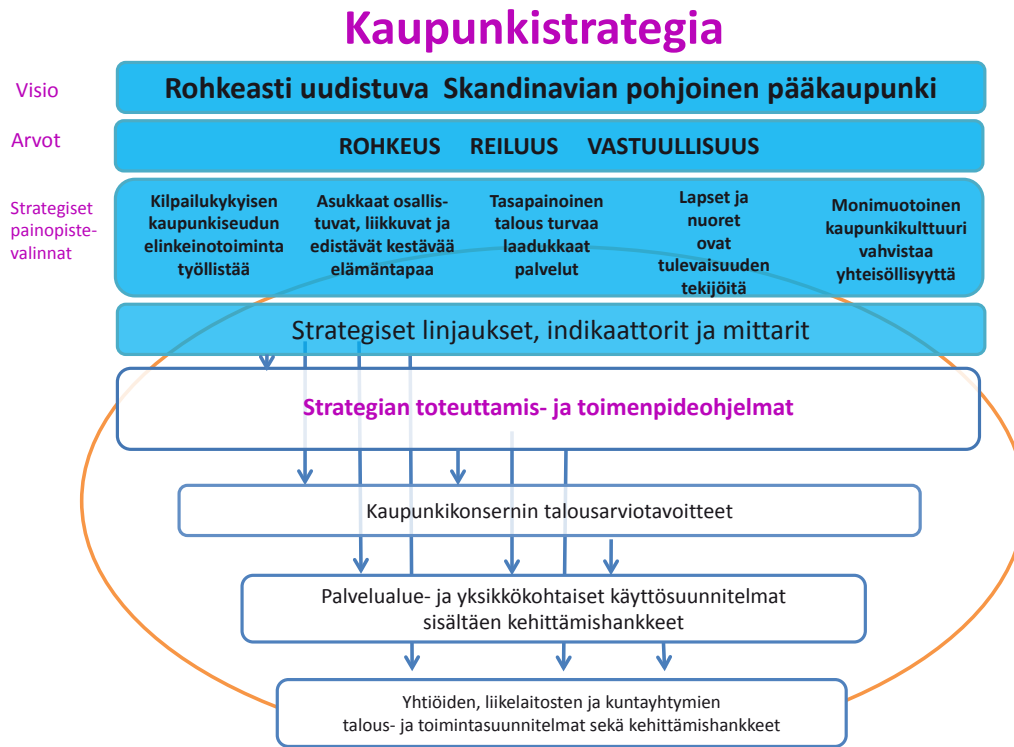 Kaupunkistrategia
Visio
Rohkeasti uudistuva Skandinavian pohjoinen pääkaupunki
Arvot
ROHKEUS REILUUS VASTUULLISUUS
Strategiset
painopiste-
valinnat
Kilpailukykyisen
kaupunkiseudun
elinkeinotoiminta
työllistää
Asukkaat osallis-
tuvat, liikkuvat ja
edistävät kestävää
elämäntapaa
Tasapainoinen
talous turvaa
laadukkaat
palvelut
Lapset ja
nuoret
ovat
tulevaisuuden
tekijöitä
Monimuotoinen
kaupunkikulttuuri
vahvistaa
yhteisöllisyyttä
Strategiset linjaukset, indikaattorit ja mittarit
Strategian toteuttamis- ja toimenpideohjelmat
Kaupunkikonsernin talousarviotavoitteet
Palvelualue- ja yksikkökohtaiset käyttösuunnitelmat
sisältäen kehittämishankkeet
Yhtiöiden, liikelaitosten ja kuntayhtymien
talous- ja toimintasuunnitelmat sekä kehittämishankkeet